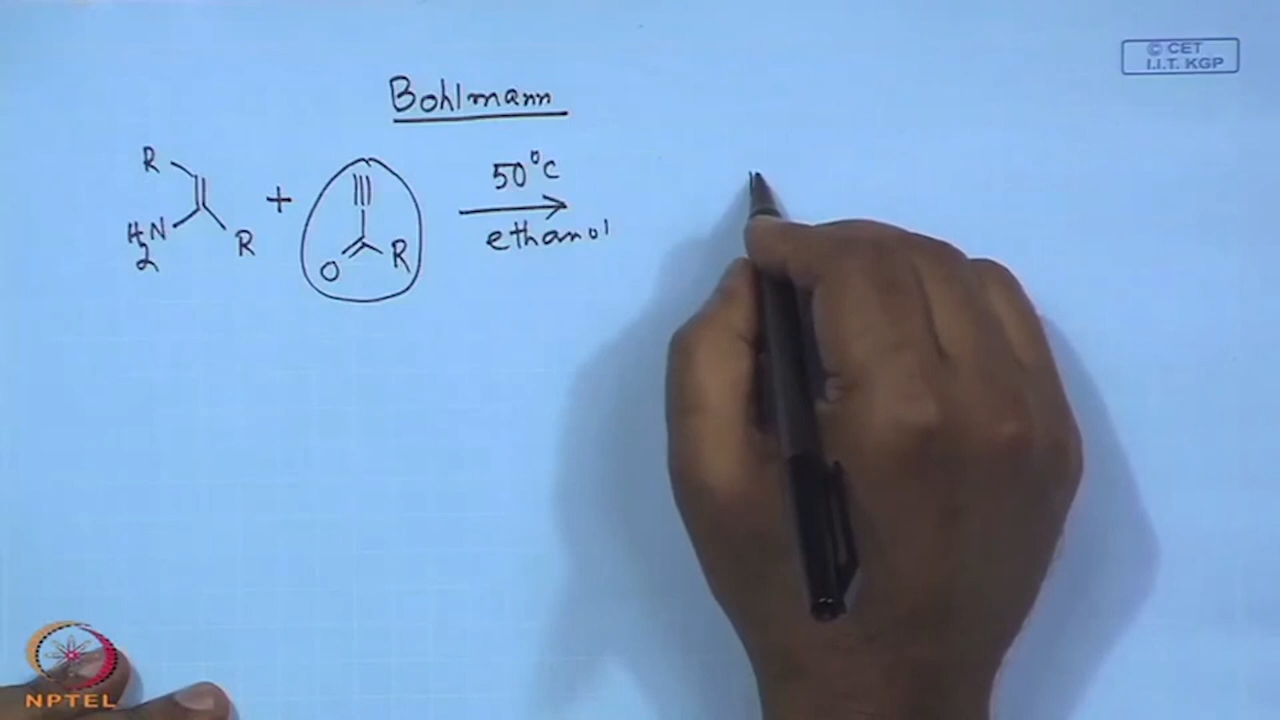 © CET
I.I.T. KGP
Bohlmann
R
H2N
R
+
O
R
50°C
ethanol
NPTEL